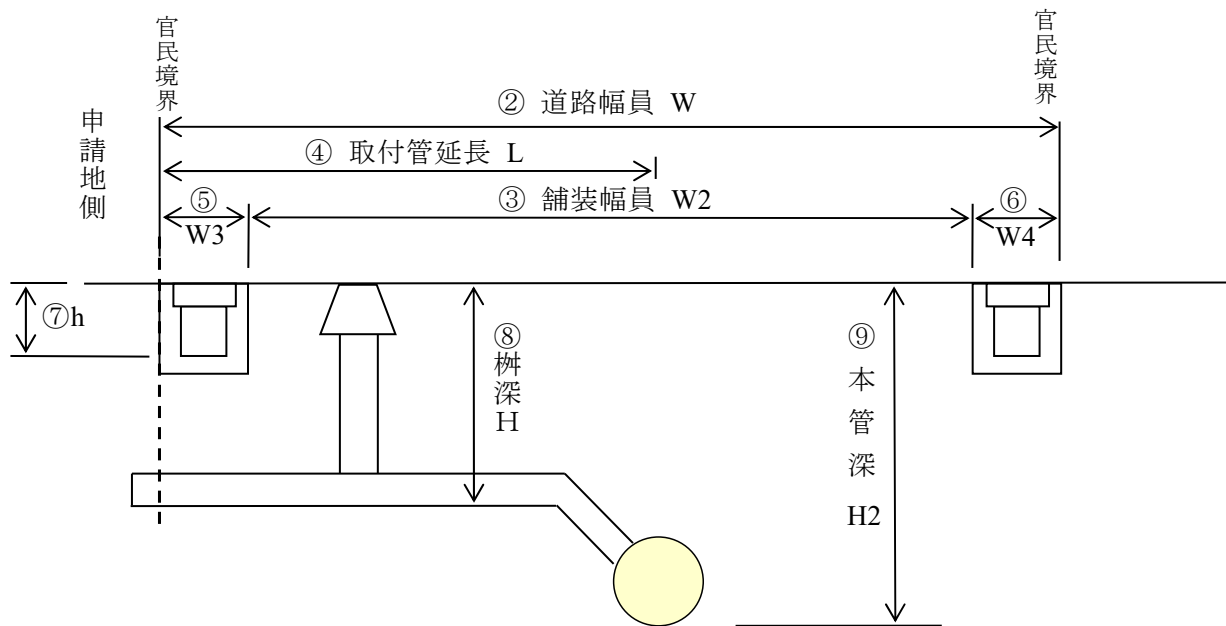 官民境界
官民境界
② 道路幅員 W
申請地側
④ 取付管延長 L
⑤
W3
③ 舗装幅員 W2
⑥
W4
⑦h
⑧桝深H
⑨本管深H2